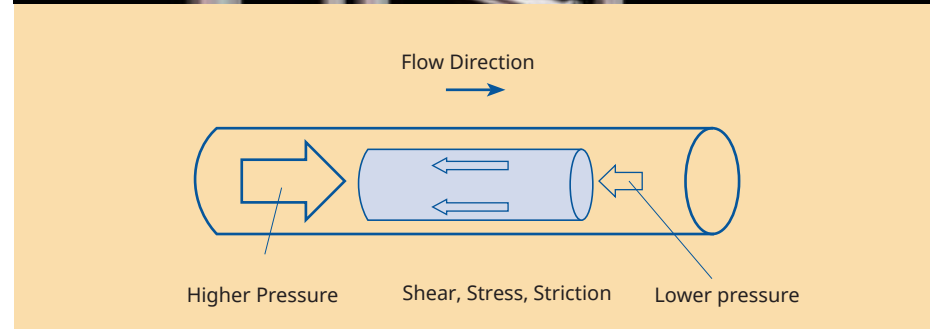 Flow Direction
Higher Pressure
Shear, Stress, Striction
Lower pressure